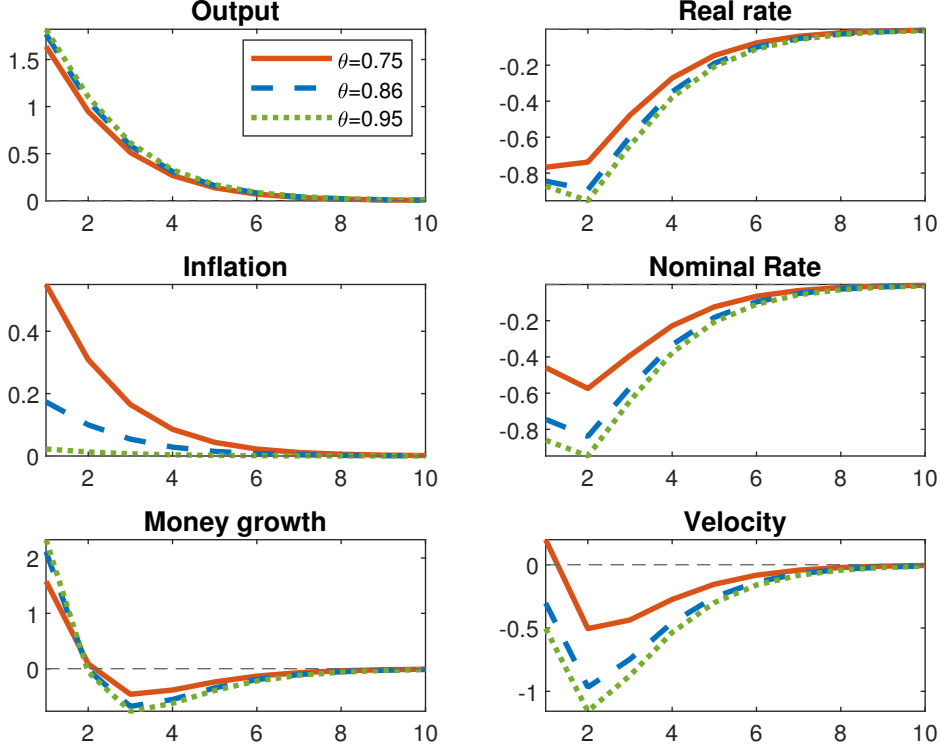 Output
1.5
1
0.5
0
2 4 6 8 10
θ=0.75
θ=0.86
θ=0.95
Real rate
-0.2
-0.4
-0.6
-0.8
2 4 6 8 10
Inflation
0.4
0.2
0
2 4 6 8 10
Nominal Rate
-0.2
-0.4
-0.6
-0.8
2 4 6 8 10
Money growth
2
1
0
2 4 6 8 10
Velocity
0
-0.5
-1
2 4 6 8 10